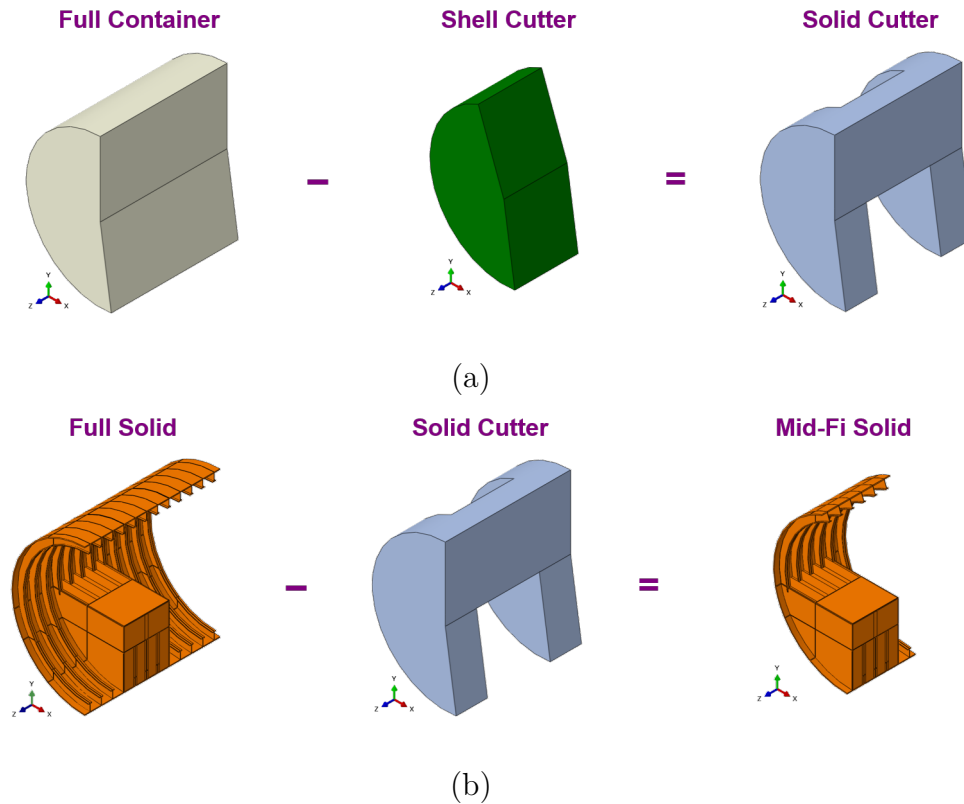 Full Container Shell Cutter Solid Cutter
– =
Y Z X Y Z X Y Z X
(a)
Full Solid Solid Cutter Mid-Fi Solid
– =
Y Z X Y Z X Y Z X
(b)